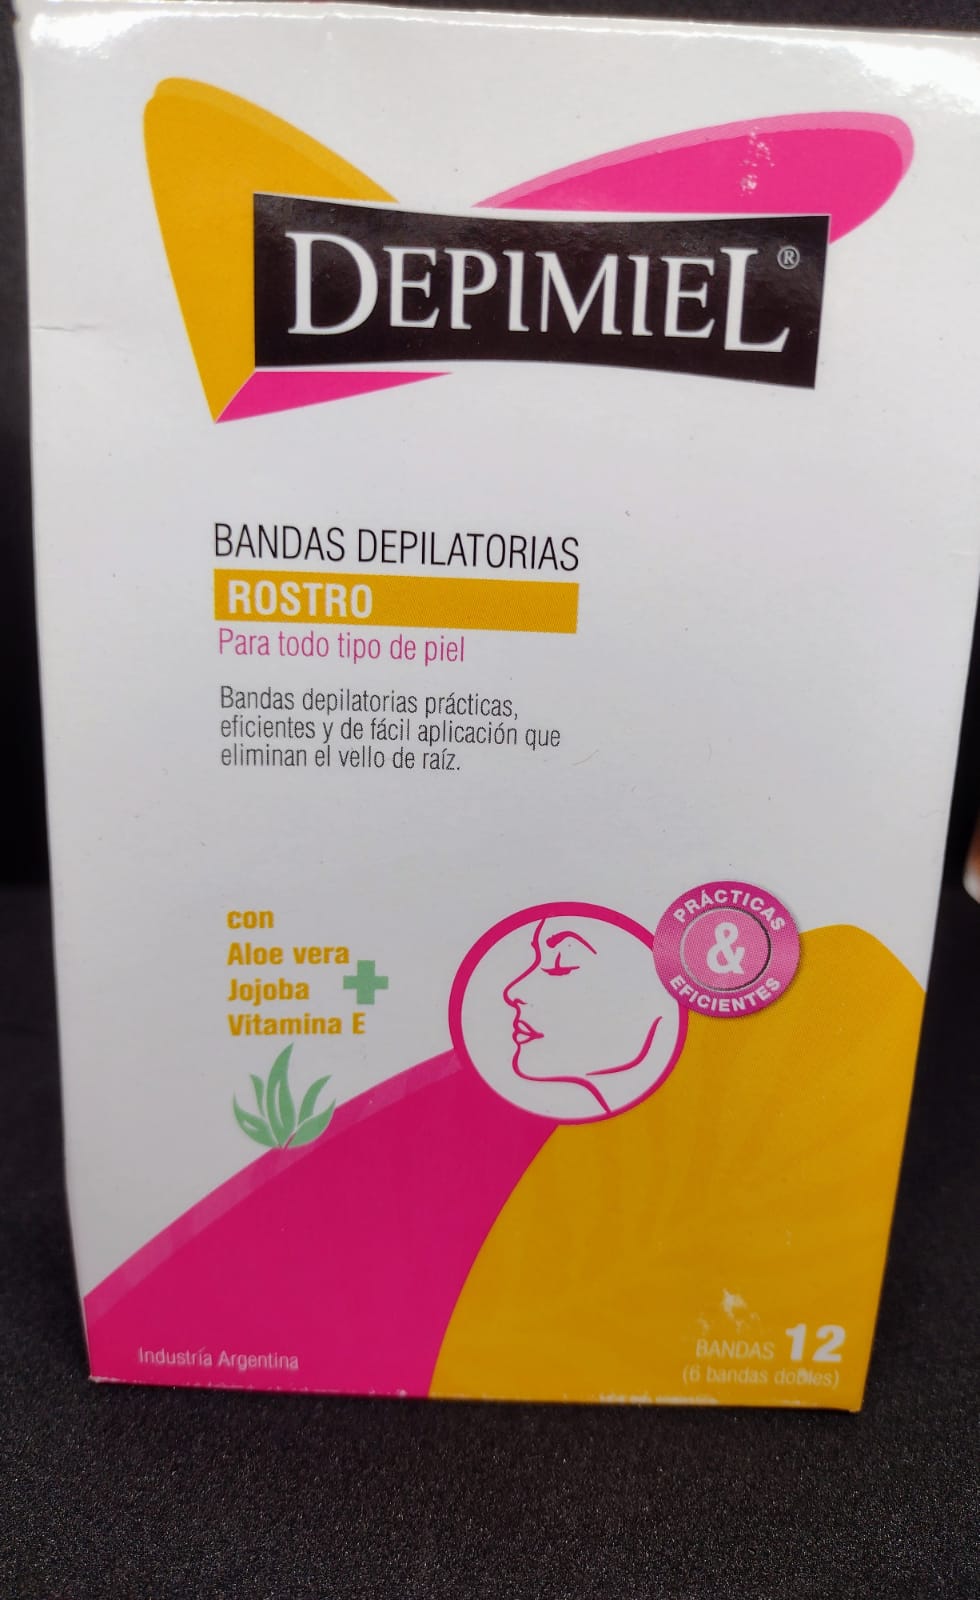 DEPIMIEL®
BANDAS DEPILATORIAS
ROSTRO
Para todo tipo de piel
Bandas depilatorias prácticas,
eficientes y de fácil aplicación que
eliminan el vello de raíz.
con
Aloe vera
Jojoba
Vitamina E
PRÁCTICAS
&
EFICIENTES
Industria Argentina
BANDAS 12
(6 bandas dobles)